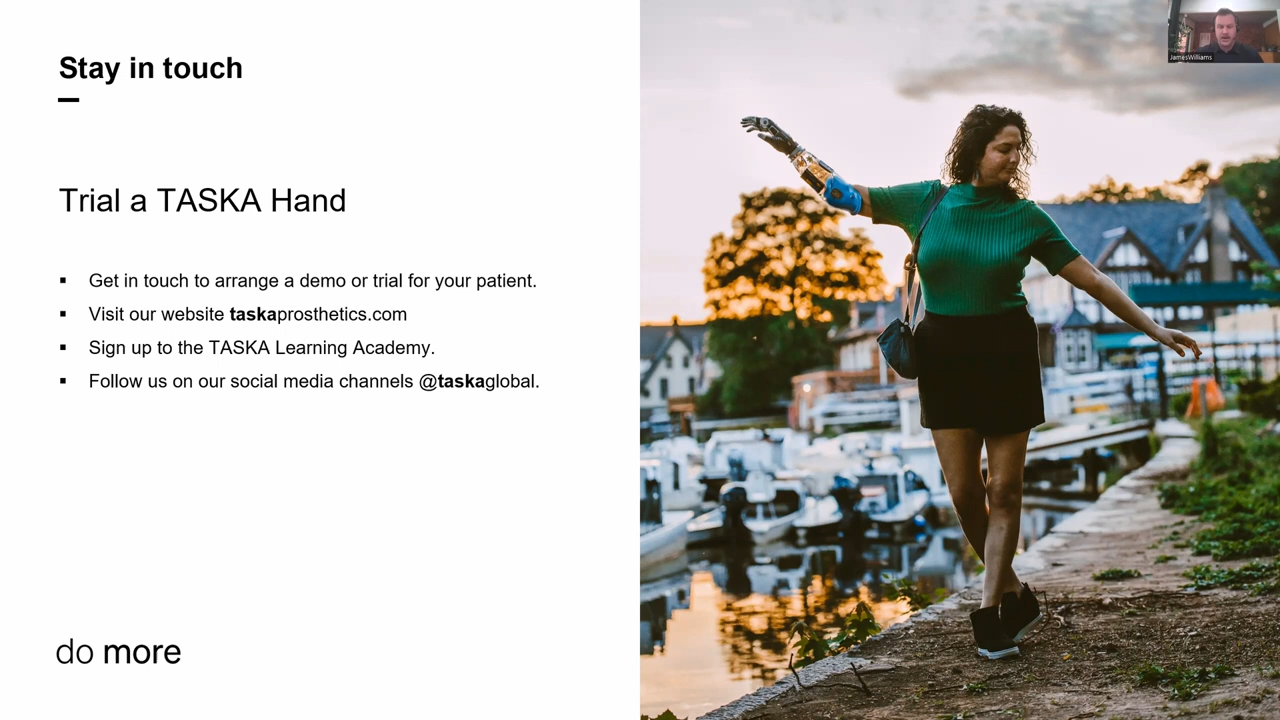 Stay in touch
Trial a TASKA Hand
▪ Get in touch to arrange a demo or trial for your patient.
▪ Visit our website taskaprosthetics.com
▪ Sign up to the TASKA Learning Academy.
▪ Follow us on our social media channels @taskaglobal.
do more
JamesWilliams